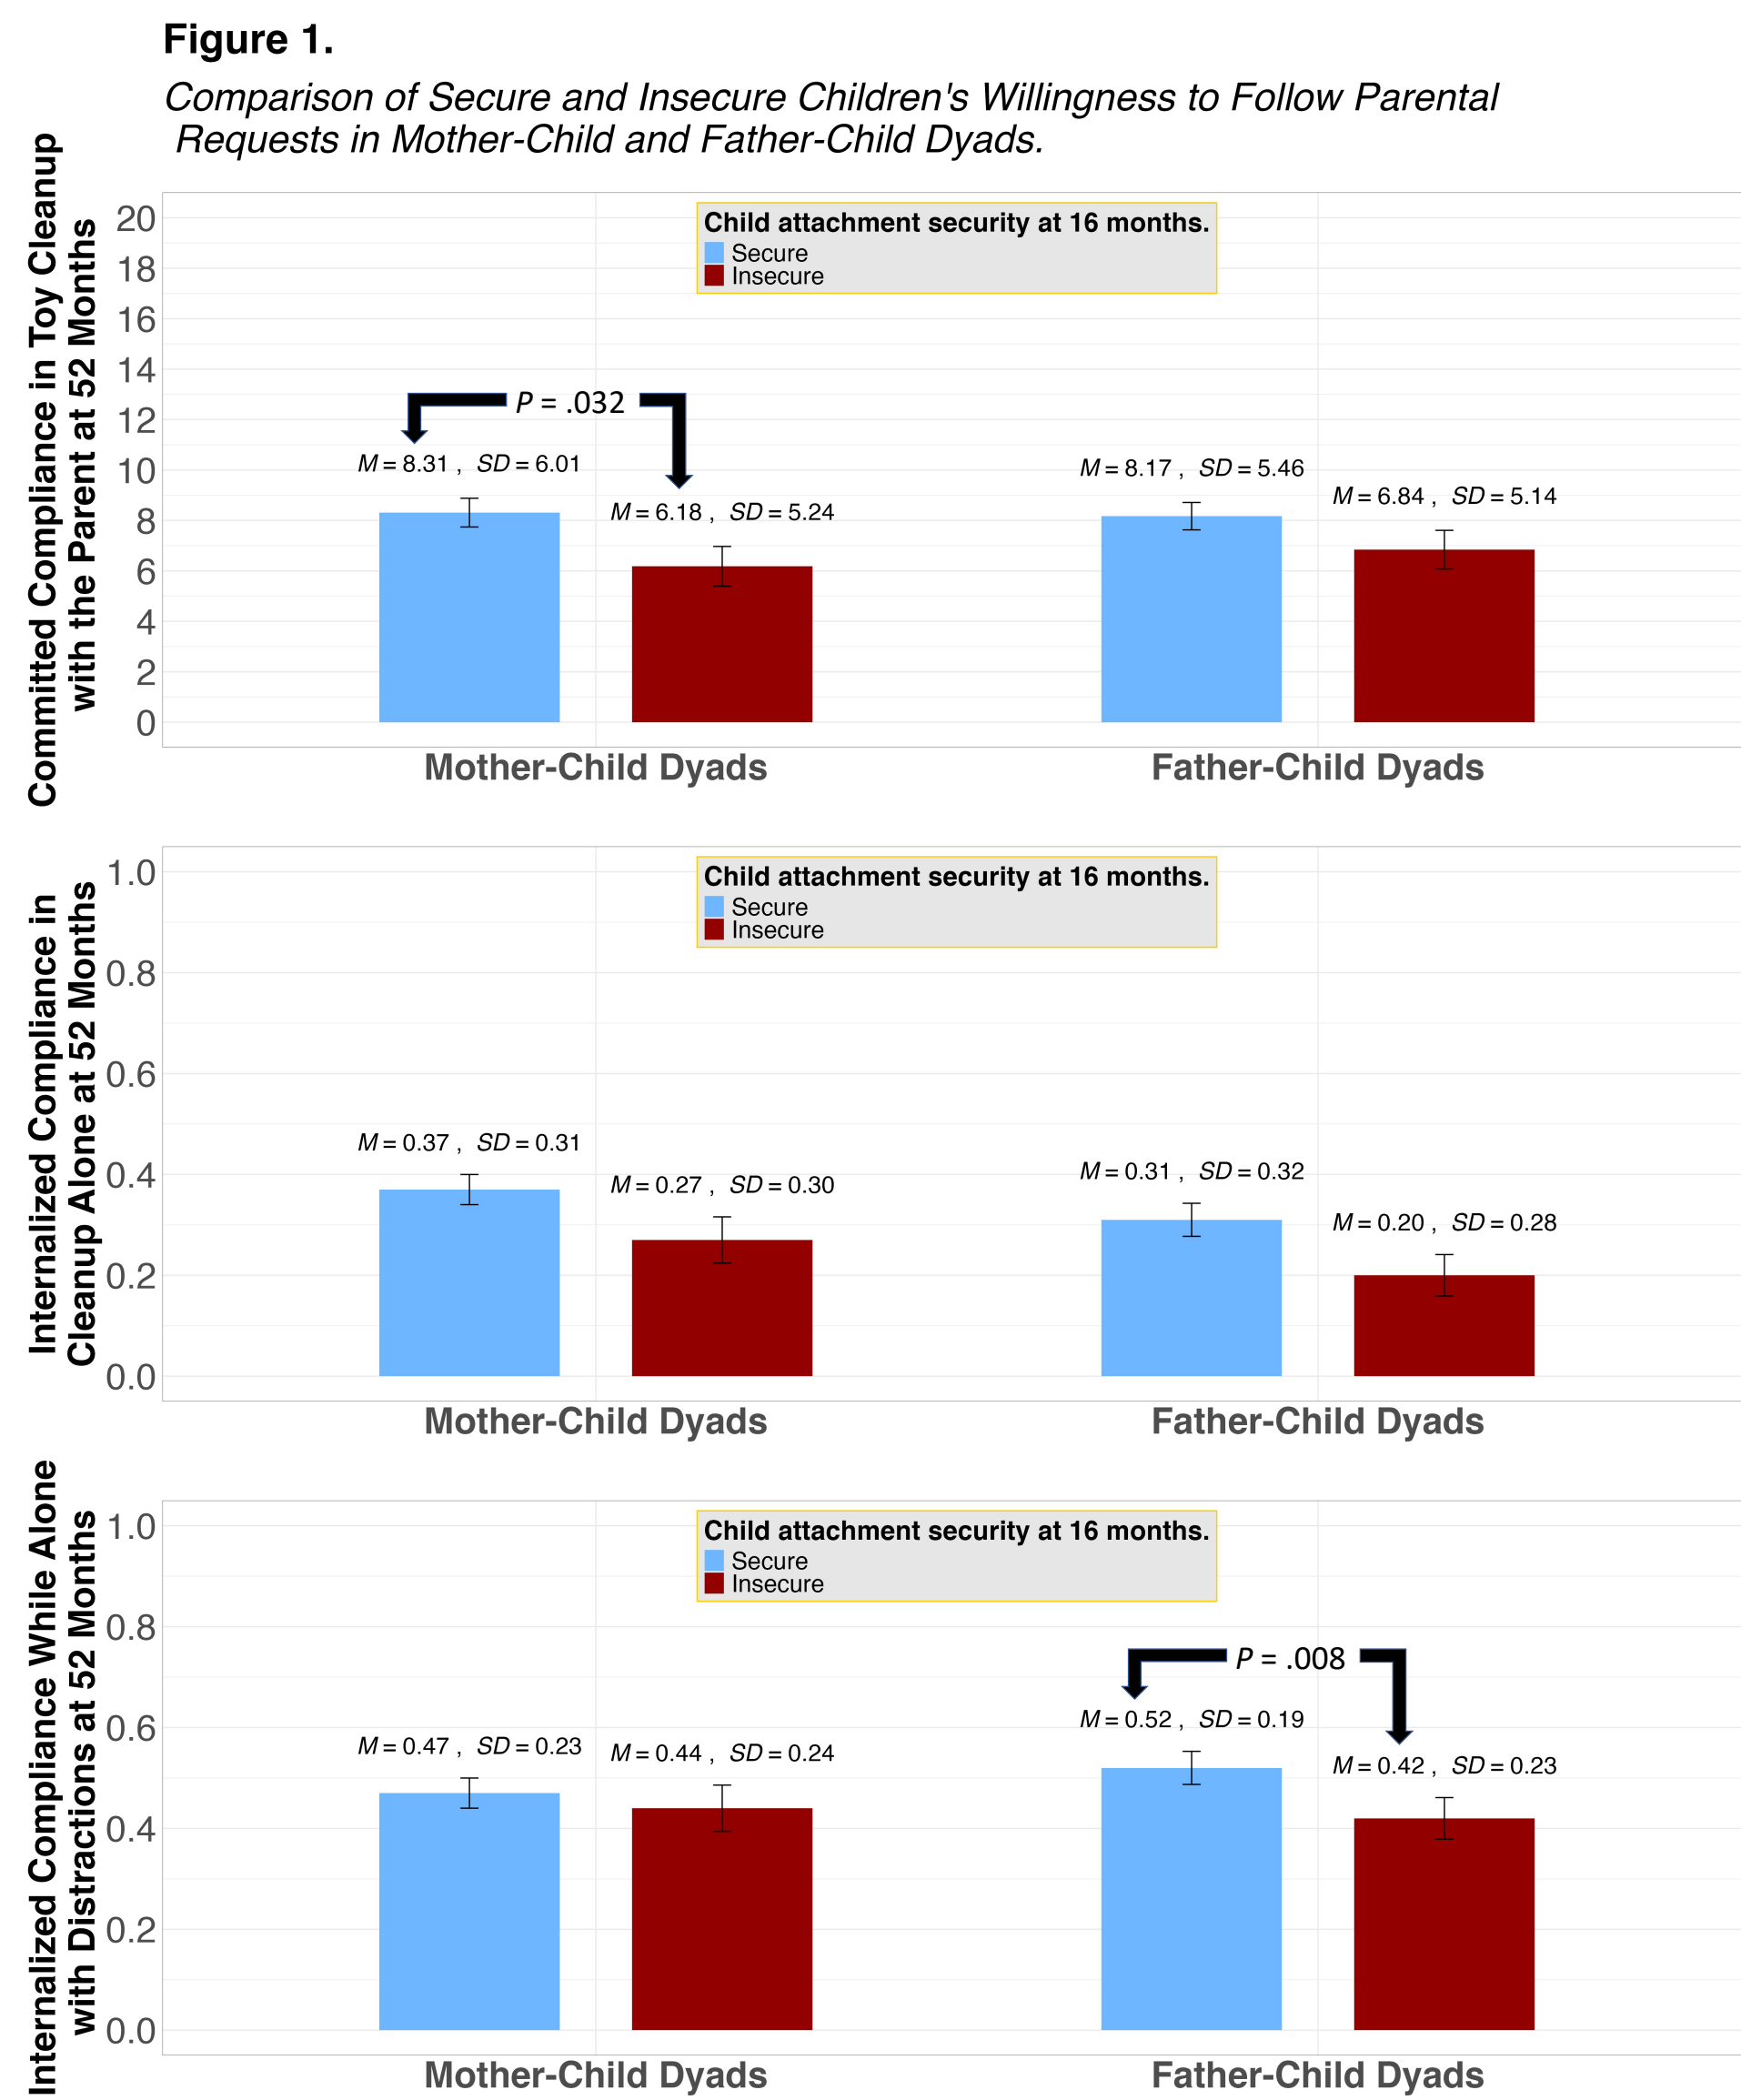 Figure 1.
Comparison of Secure and Insecure Children's Willingness to Follow Parental
Requests in Mother-Child and Father-Child Dyads.
Committed Compliance in Toy Cleanup
with the Parent at 52 Months
20
18
16
14
12
10
8
6
4
2
0
Child attachment security at 16 months.
Secure
Insecure
P = .032
M = 8.31 , SD = 6.01
M = 6.18 , SD = 5.24
M = 8.17 , SD = 5.46
M = 6.84 , SD = 5.14
Mother-Child Dyads
Father-Child Dyads
Internalized Compliance in
Cleanup Alone at 52 Months
1.0
0.8
0.6
0.4
0.2
0.0
Child attachment security at 16 months.
Secure
Insecure
M = 0.37 , SD = 0.31
M = 0.27 , SD = 0.30
M = 0.31 , SD = 0.32
M = 0.20 , SD = 0.28
Mother-Child Dyads
Father-Child Dyads
Internalized Compliance While Alone
with Distractions at 52 Months
1.0
0.8
0.6
0.4
0.2
0.0
Child attachment security at 16 months.
Secure
Insecure
P = .008
M = 0.47 , SD = 0.23
M = 0.44 , SD = 0.24
M = 0.52 , SD = 0.19
M = 0.42 , SD = 0.23
Mother-Child Dyads
Father-Child Dyads